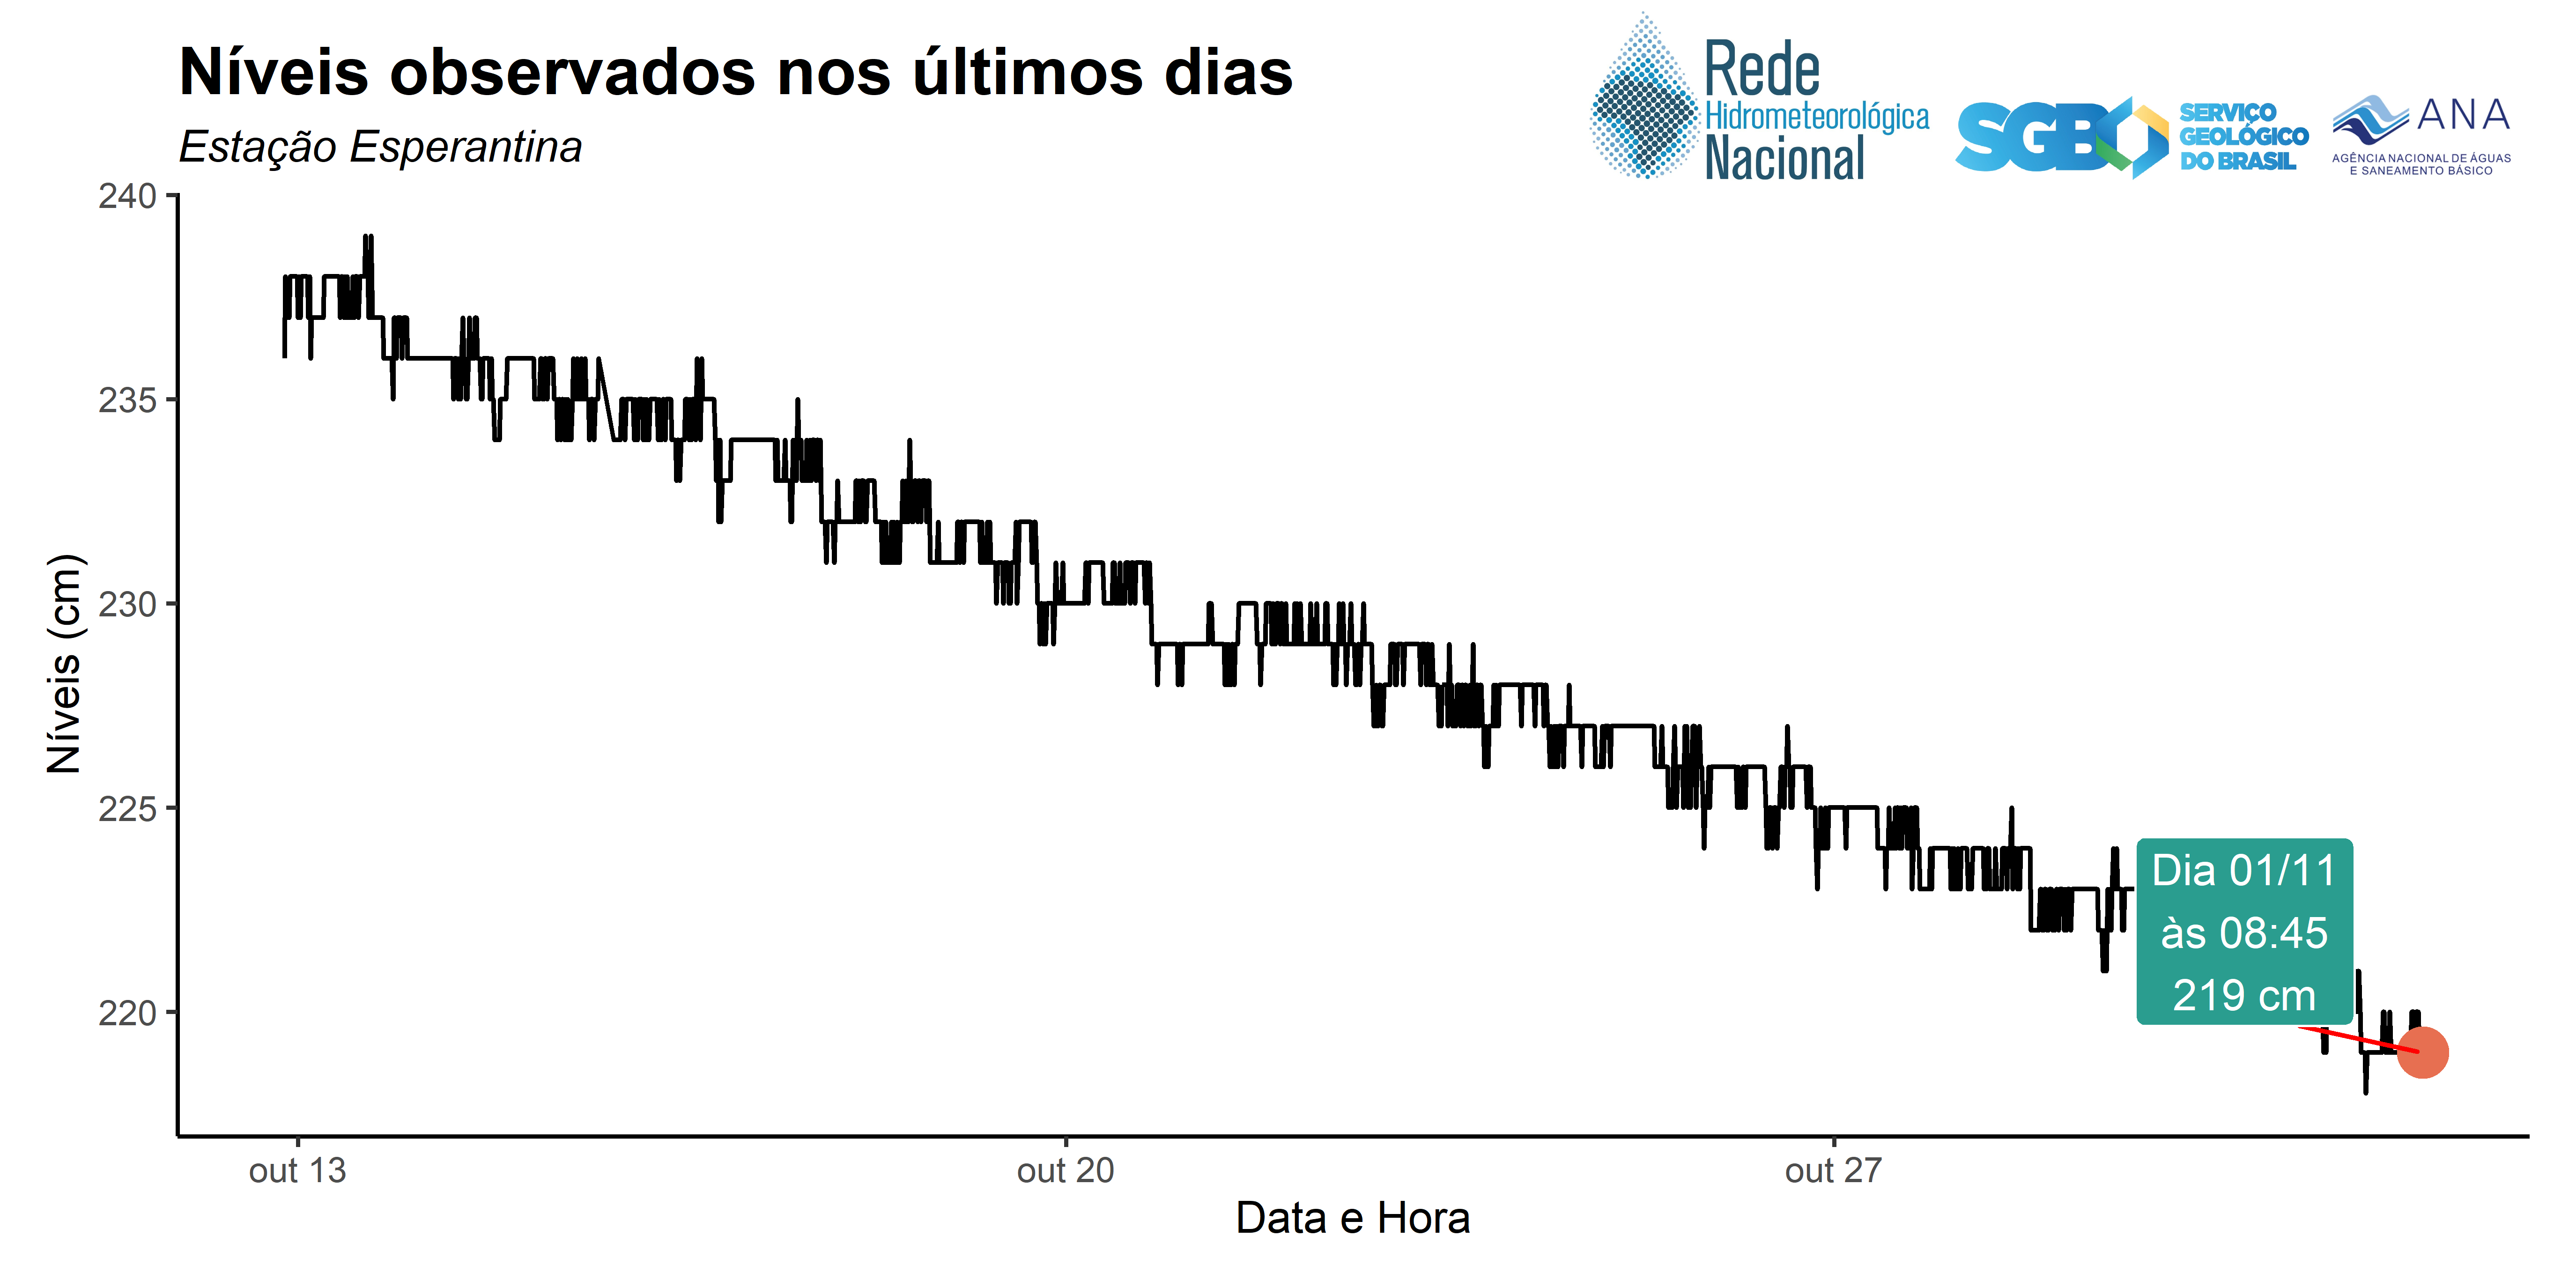 Níveis observados nos últimos dias
Estação Esperantina
Rede
Hidrometeorológica
Nacional
SGB
SERVIÇO
GEOLÓGICO
DO BRASIL
ANA
AGÊNCIA NACIONAL DE ÁGUAS
E SANEAMENTO BÁSICO
Níveis (cm)
240
235
230
225
220
Dia 01/11
às 08:45
219 cm
out 13
out 20
out 27
Data e Hora